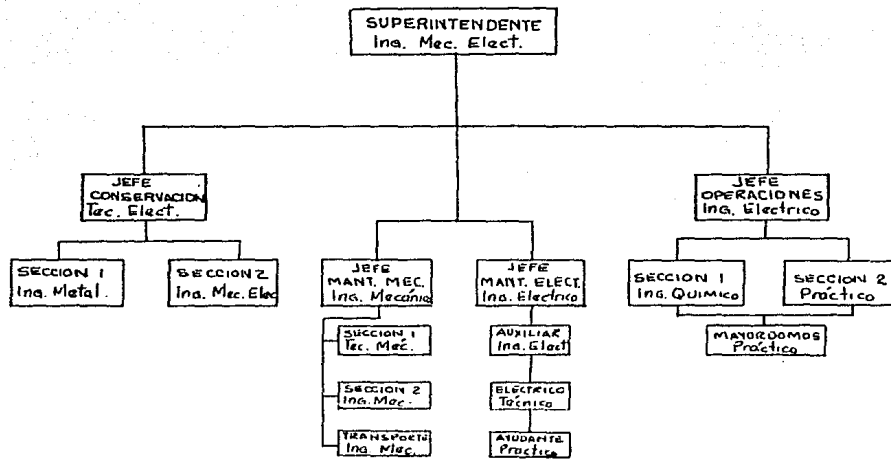 SUPERINTENDENTE
Ing. Mec. Elect.
JEFE
CONSERVACION
Tec. Elect.
JEFE
OPERACIONES
Ing. Electrico
SECCION 1
Ing. Metal.
SECCION 2
Ing. Mec. Elec
JEFE
MANT. MEC.
Ing. Mecánico
JEFE
MANT. ELECT.
Ing. Electrico
SECCION 1
Ing. QUIMICO
SECCION 2
Práctico
SECCION 1
Tec. Mec.
AUXILIAR
Ing. Elect
MAYORDOMOS
Práctico
SECCION 2
Ing. Mec.
ELECTRICO
Técnico
TRANSPORTE
Ing. Mec.
AYUDANTE
Practico